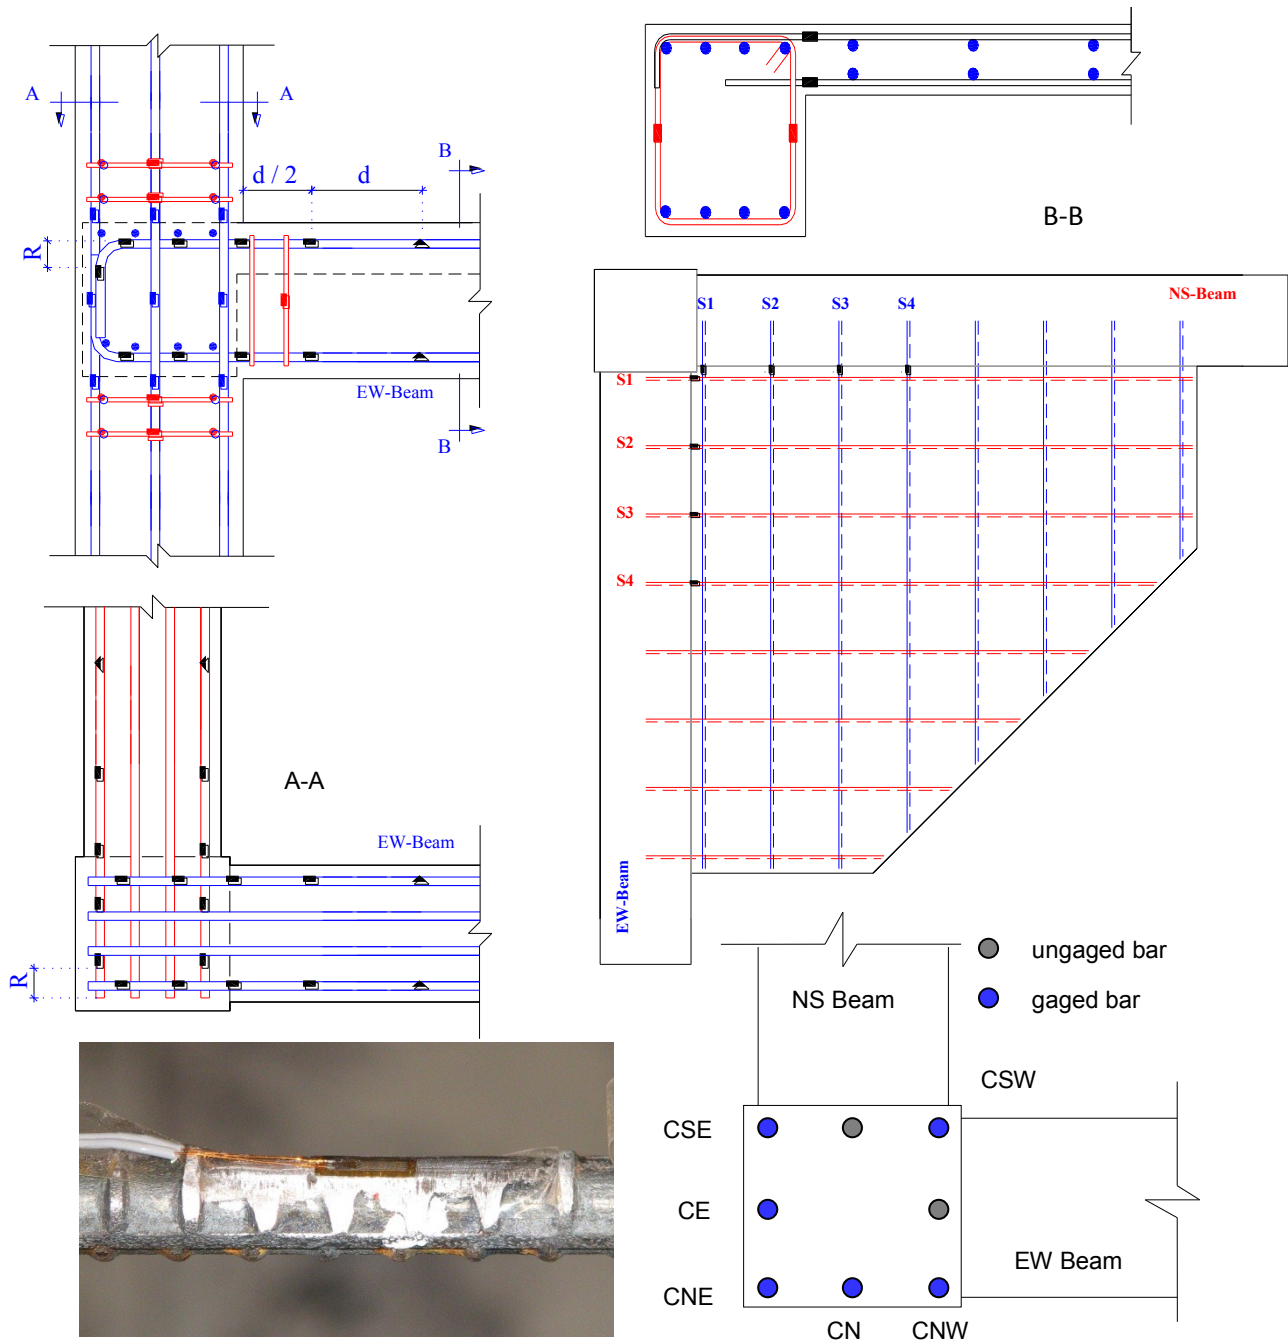 A
A
B
d / 2
d
R
EW-Beam
B
B-B
S1
S2
S3
S4
NS-Beam
S1
S2
S3
S4
EW-Beam
A-A
EW-Beam
R
ungaged bar
gaged bar
NS Beam
CSW
CSE
CE
EW Beam
CNE
CN
CNW